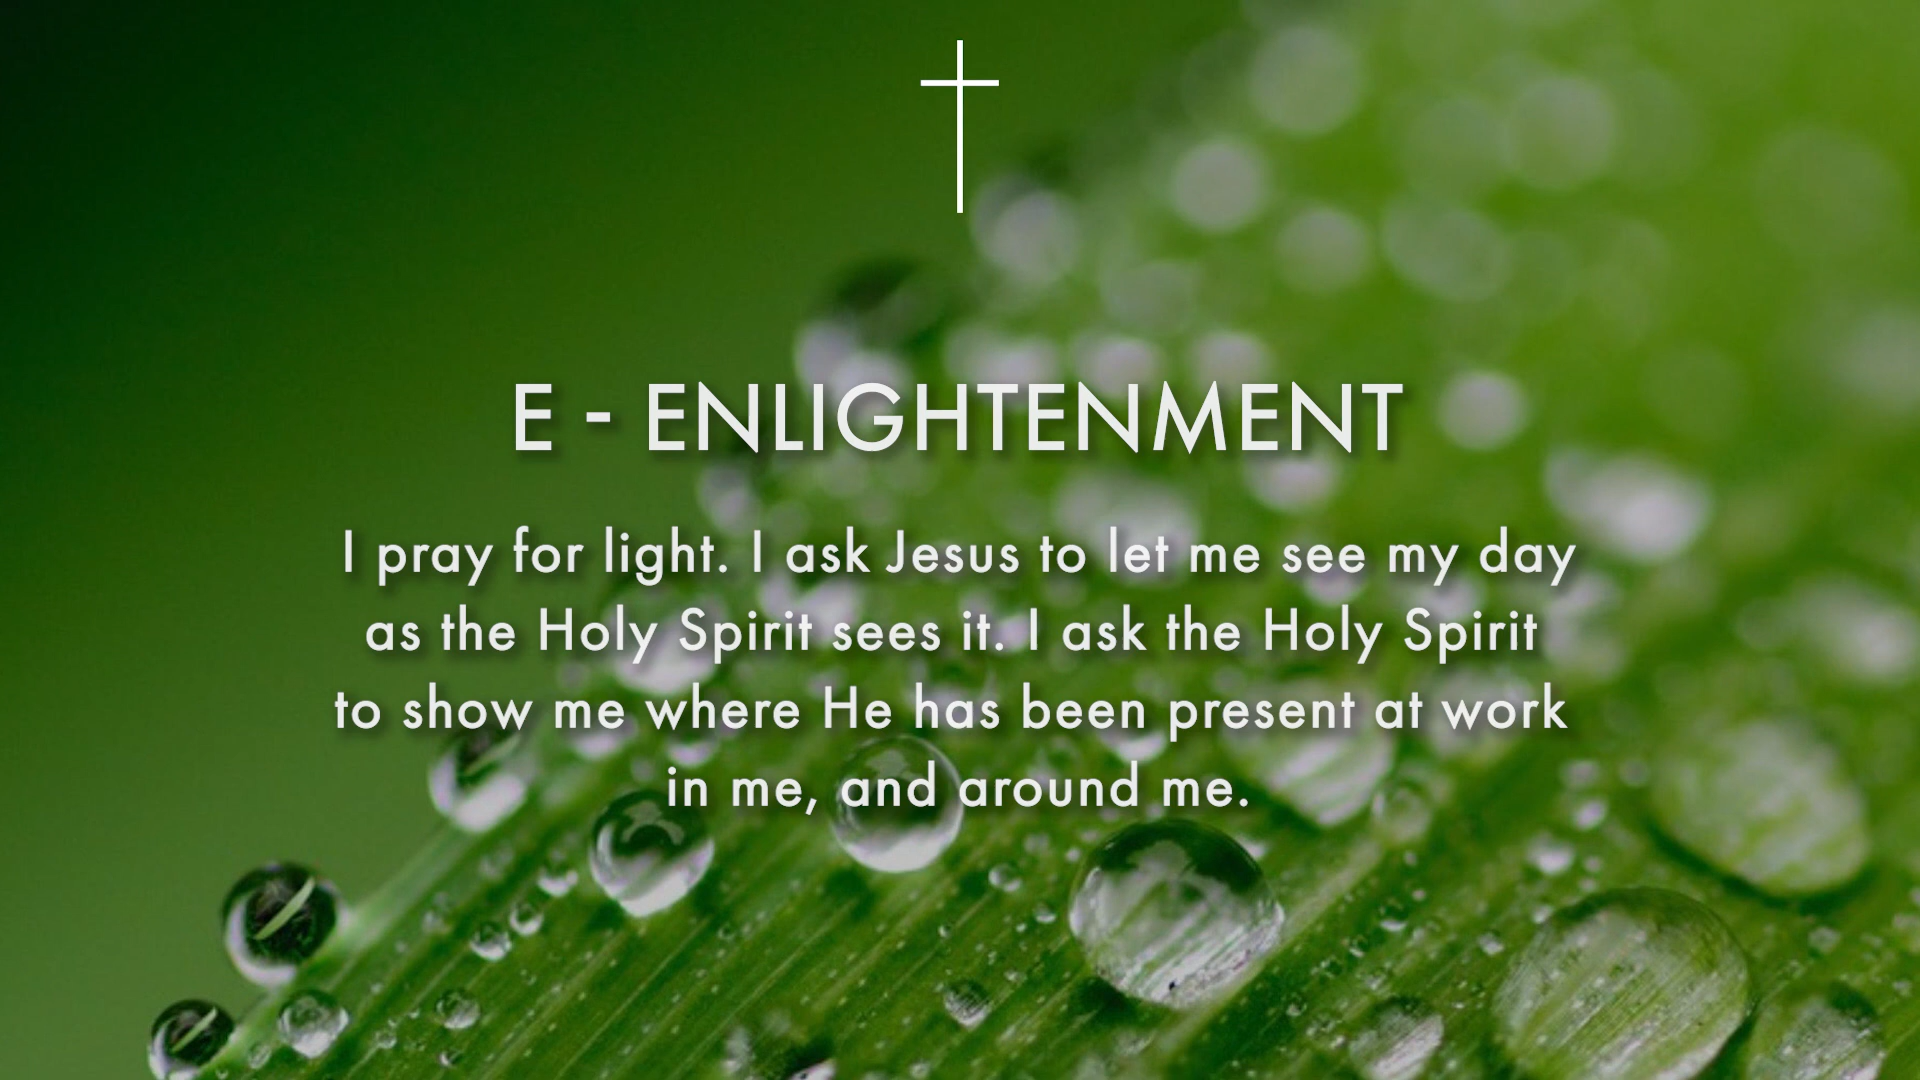 E - ENLIGHTENMENT
I pray for light. I ask Jesus to let me see my day
as the Holy Spirit sees it. I ask the Holy Spirit
to show me where He has been present at work
in me, and around me.